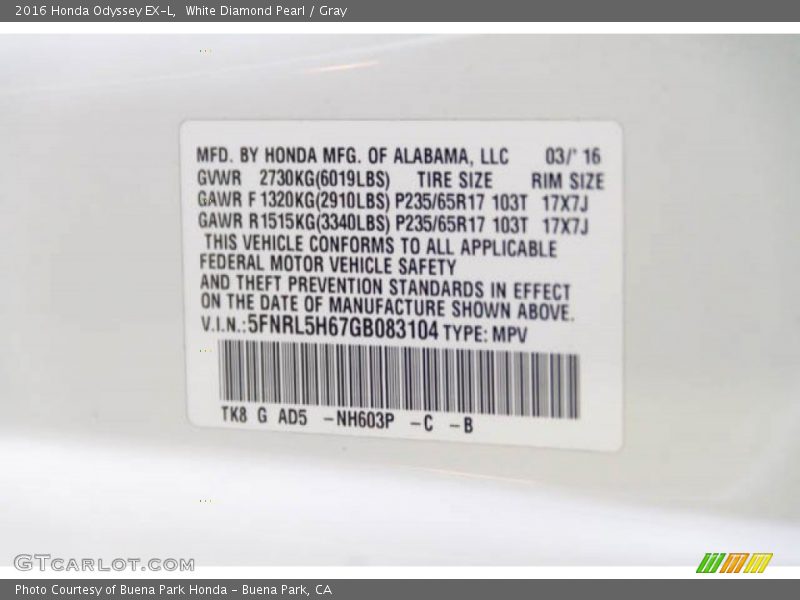 2016 Honda Odyssey EX-L,  White Diamond Pearl / Gray
MFD. BY HONDA MFG. OF ALABAMA, LLC 03/' 16
GVWR 2730KG(6019LBS) TIRE SIZE RIM SIZE
GAWR F 1320KG(2910LBS) P235/65R17 103T 17X7J
GAWR R1515KG(3340LBS) P235/65R17 103T 17X7J
THIS VEHICLE CONFORMS TO ALL APPLICABLE
FEDERAL MOTOR VEHICLE SAFETY
AND THEFT PREVENTION STANDARDS IN EFFECT
ON THE DATE OF MANUFACTURE SHOWN ABOVE.
V.I.N.:5FNRL5H67GB083104 TYPE: MPV
TK8 G AD5 -NH603P -C -B
GTCARLOT.COM
Photo Courtesy of Buena Park Honda - Buena Park, CA